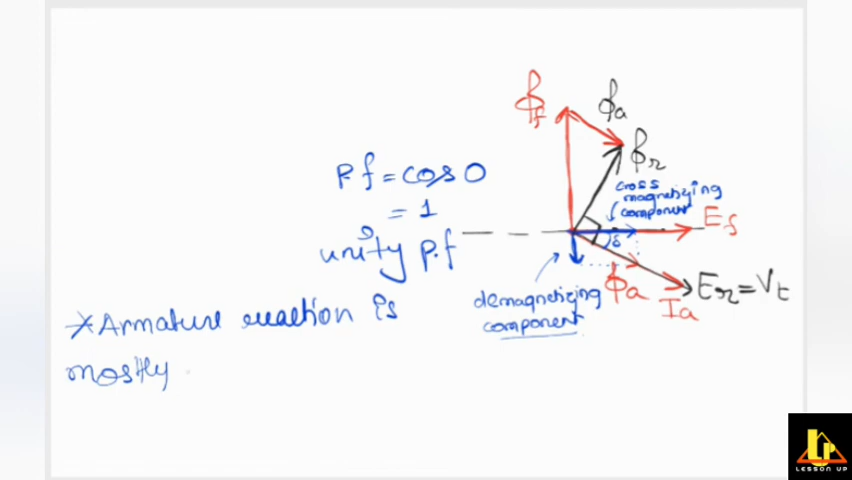 P.f = cos 0
= 1
unity p.f
* Armature reaction is
mostly
ϕf
ϕa
ϕr
cross
magnetizing
component
Ef
δ
demagnetizing
component
ϕa
Ia
Er = Vt
LESSON UP